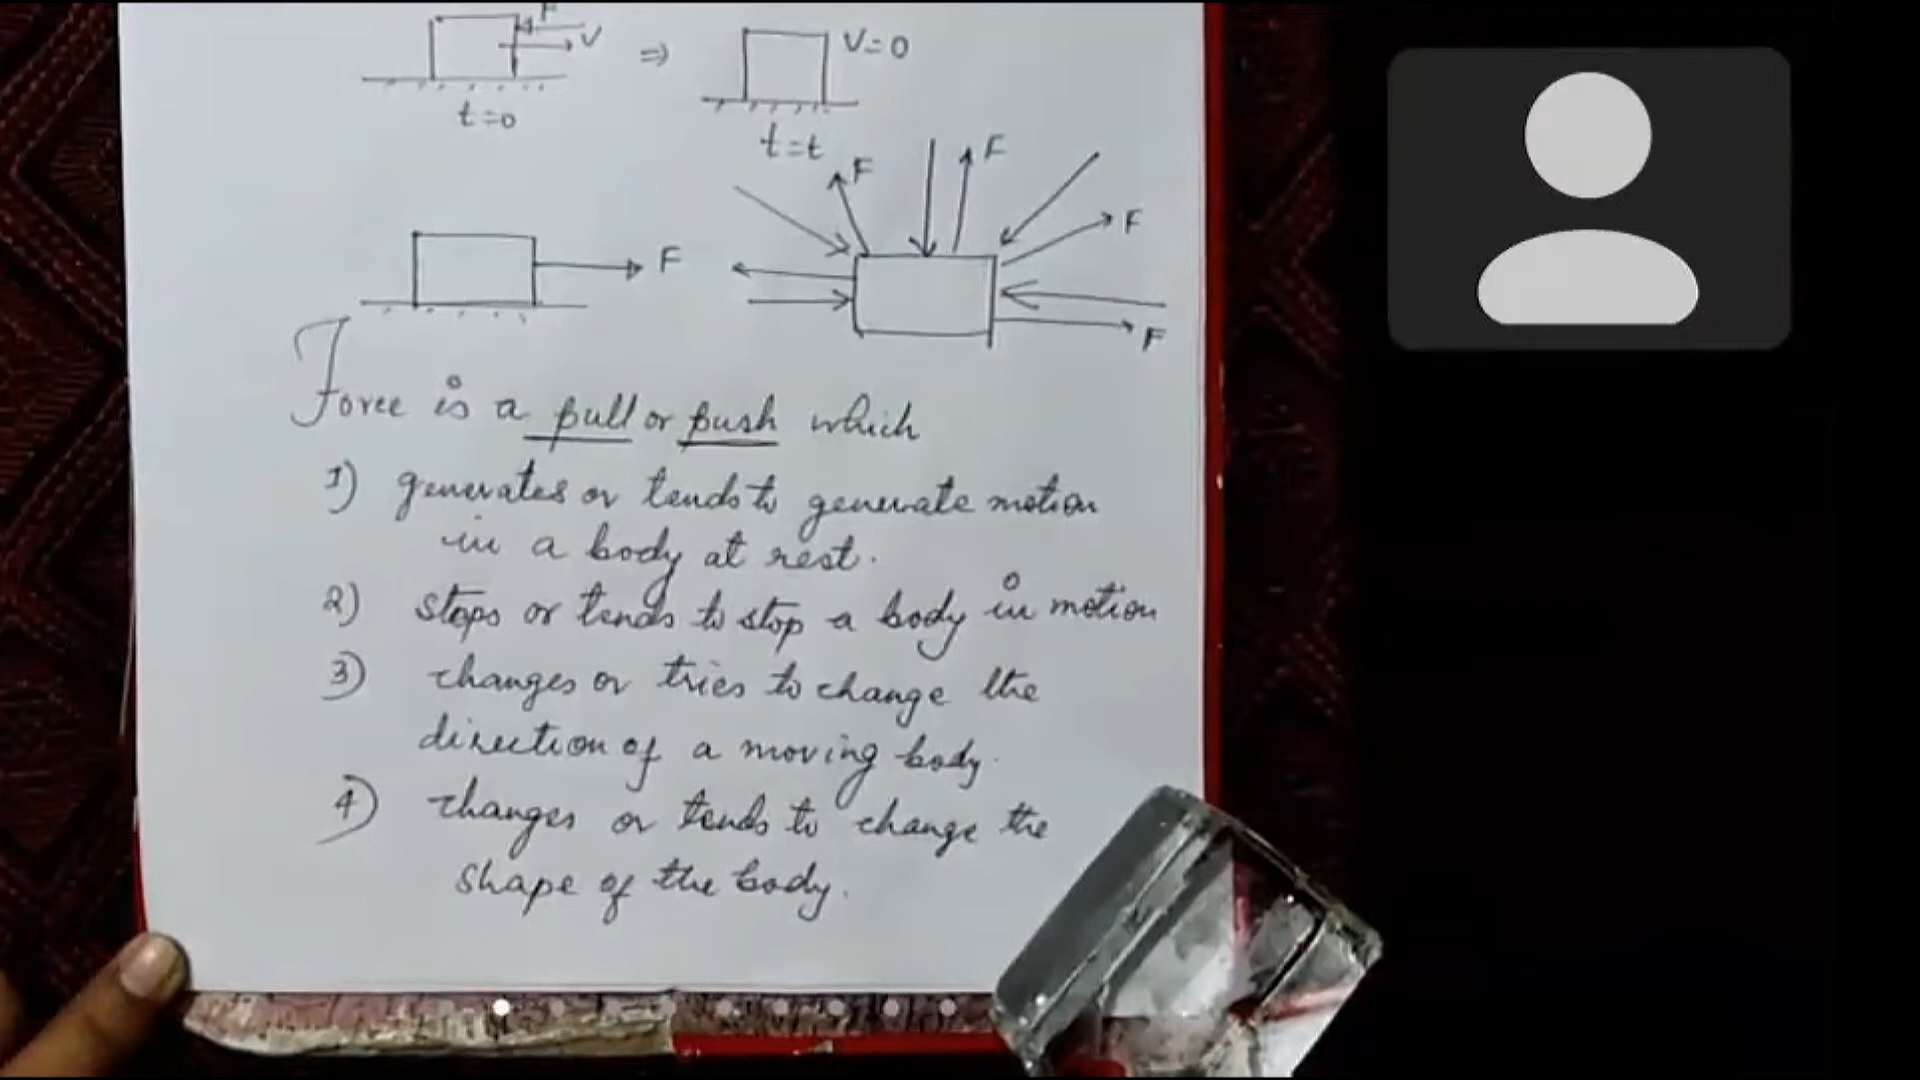 F
V
⇒
V=0
t=0
t=t
F
F
F
F
F
Force is a pull or push which
1) generates or tends to generate motion
in a body at rest.
2) stops or tends to stop a body in motion
3) changes or tries to change the
direction of a moving body.
4) changes or tends to change the
shape of the body.